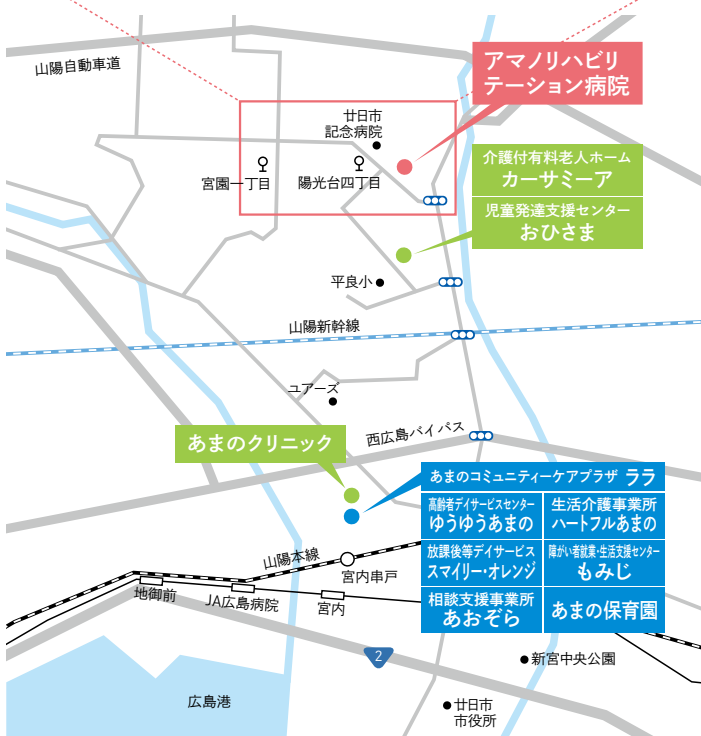 山陽自動車道
アマノリハビリ
テーション病院
廿日市
記念病院
宮園一丁目
陽光台四丁目
介護付有料老人ホーム
カーサミーア
児童発達支援センター
おひさま
平良小
山陽新幹線
ユアーズ
西広島バイパス
あまのクリニック
あまのコミュニティーケアプラザ ララ
高齢者デイサービスセンター
ゆうゆうあまの
生活介護事業所
ハートフルあまの
放課後等デイサービス
スマイリー・オレンジ
障がい者就業・生活支援センター
もみじ
相談支援事業所
あおぞら
あまの保育園
山陽本線
宮内串戸
地御前
JA広島病院
宮内
2
新宮中央公園
広島港
廿日市
市役所